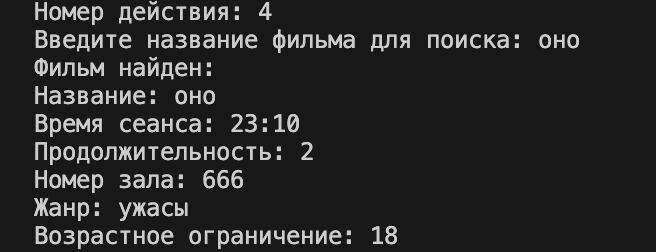 Номер действия: 4
Введите название фильма для поиска: оно
Фильм найден:
Название: оно
Время сеанса: 23:10
Продолжительность: 2
Номер зала: 666
Жанр: ужасы
Возрастное ограничение: 18